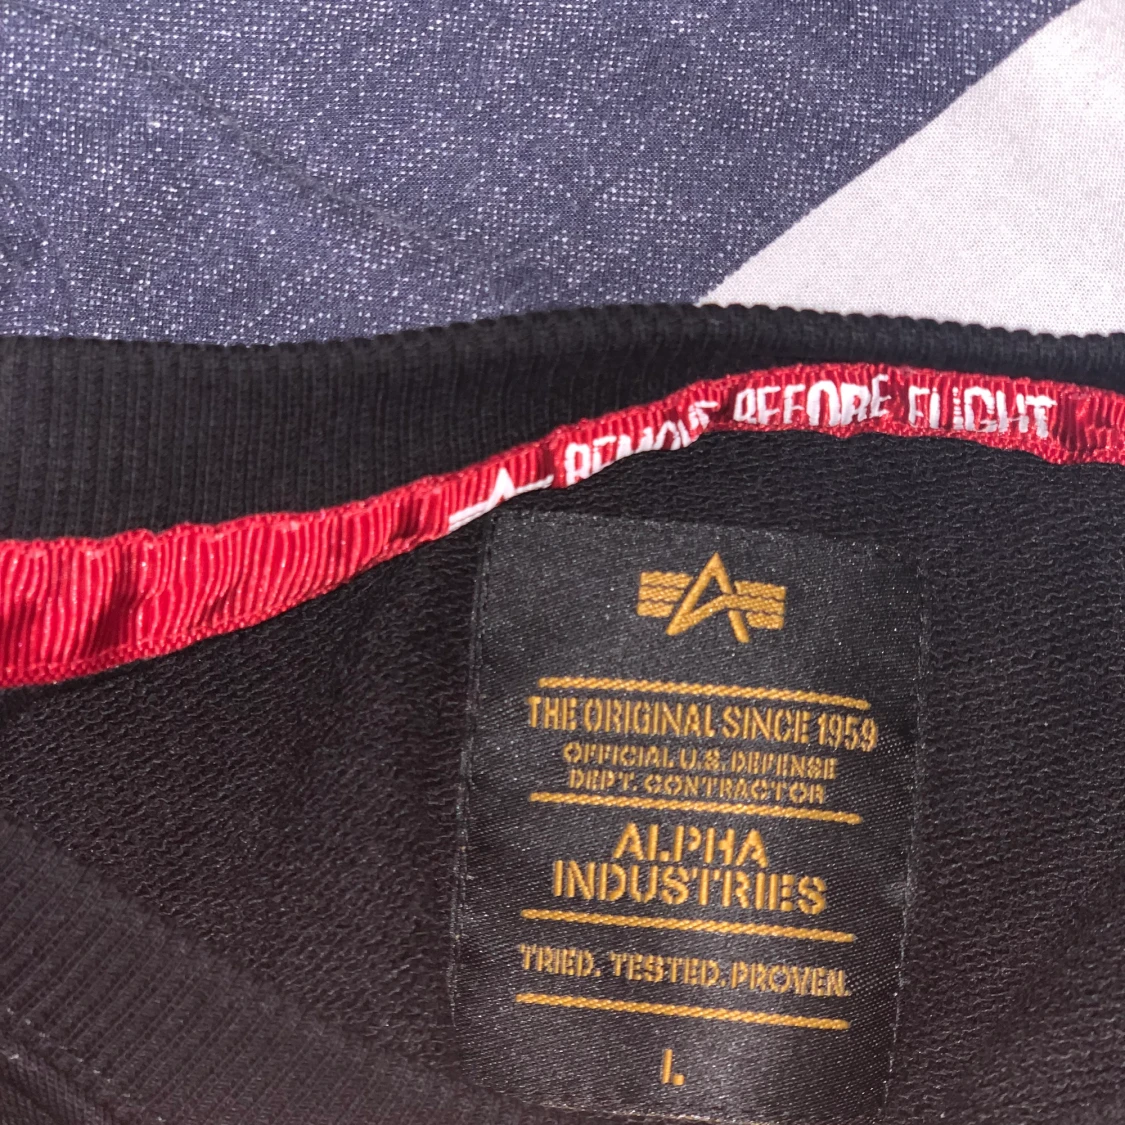 REMOVE BEFORE FLIGHT
THE ORIGINAL SINCE 1959
OFFICIAL U.S. DEFENSE
DEPT. CONTRACTOR
ALPHA
INDUSTRIES
TRIED. TESTED. PROVEN.
L